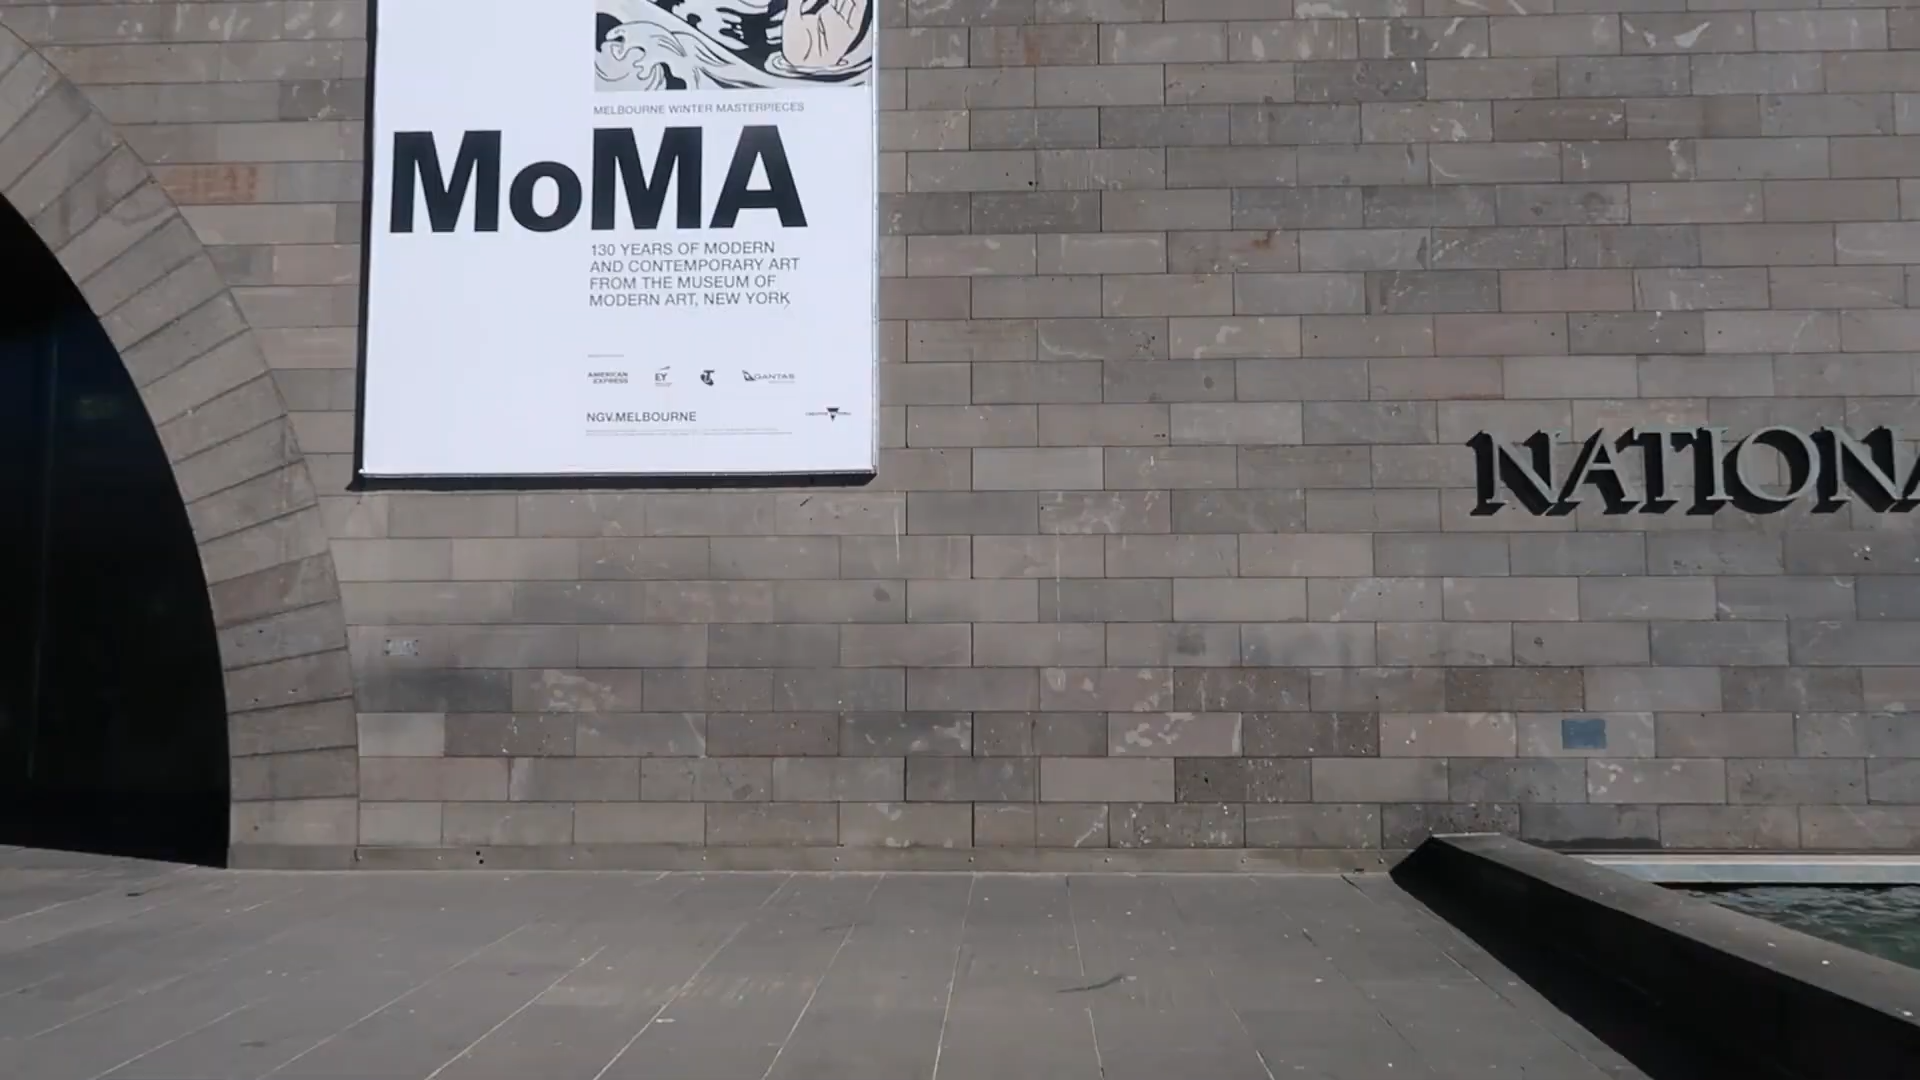 MELBOURNE WINTER MASTERPIECES
MoMA
130 YEARS OF MODERN
AND CONTEMPORARY ART
FROM THE MUSEUM OF
MODERN ART, NEW YORK
AMERICAN
EXPRESS
EY
QANTAS
NGV.MELBOURNE
NATIONA